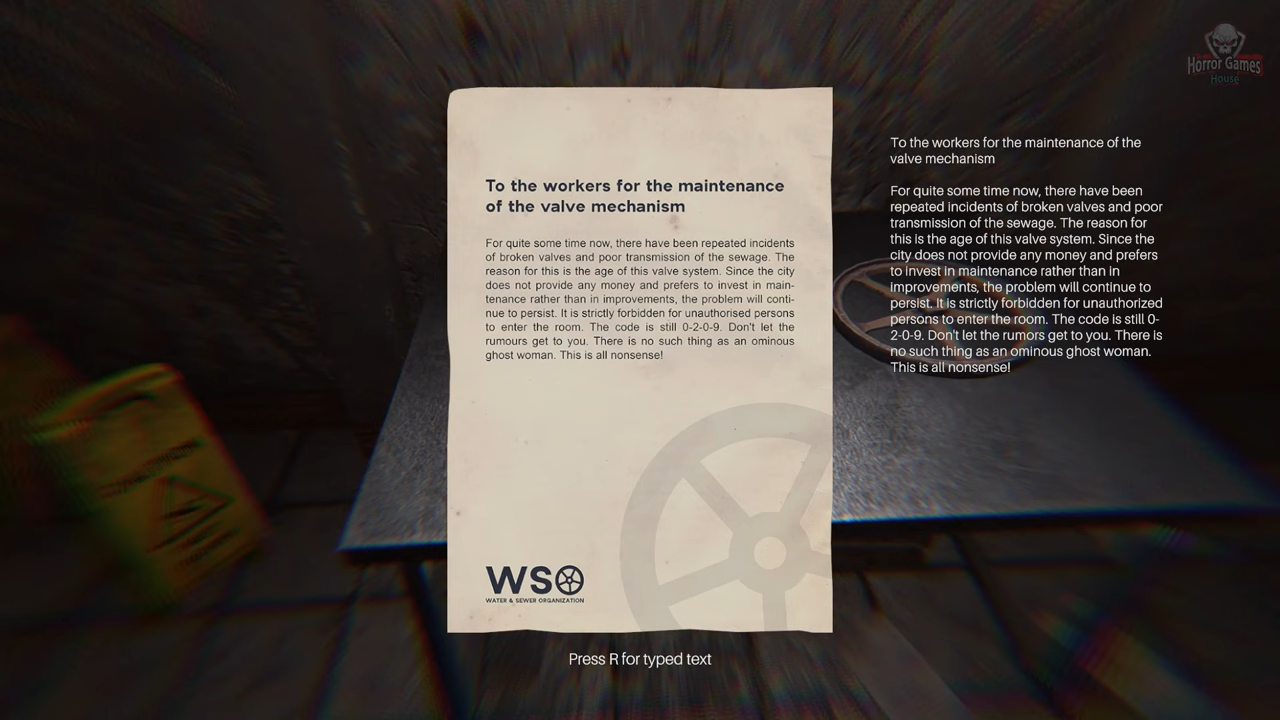 Horror Games
House
To the workers for the maintenance
of the valve mechanism
For quite some time now, there have been repeated incidents
of broken valves and poor transmission of the sewage. The
reason for this is the age of this valve system. Since the city
does not provide any money and prefers to invest in main-
tenance rather than in improvements, the problem will conti-
nue to persist. It is strictly forbidden for unauthorised persons
to enter the room. The code is still 0-2-0-9. Don't let the
rumours get to you. There is no such thing as an ominous
ghost woman. This is all nonsense!
WSO
WATER & SEWER ORGANIZATION
To the workers for the maintenance of the
valve mechanism
For quite some time now, there have been
repeated incidents of broken valves and poor
transmission of the sewage. The reason for
this is the age of this valve system. Since the
city does not provide any money and prefers
to invest in maintenance rather than in
improvements, the problem will continue to
persist. It is strictly forbidden for unauthorized
persons to enter the room. The code is still 0-
2-0-9. Don't let the rumors get to you. There is
no such thing as an ominous ghost woman.
This is all nonsense!
Press R for typed text